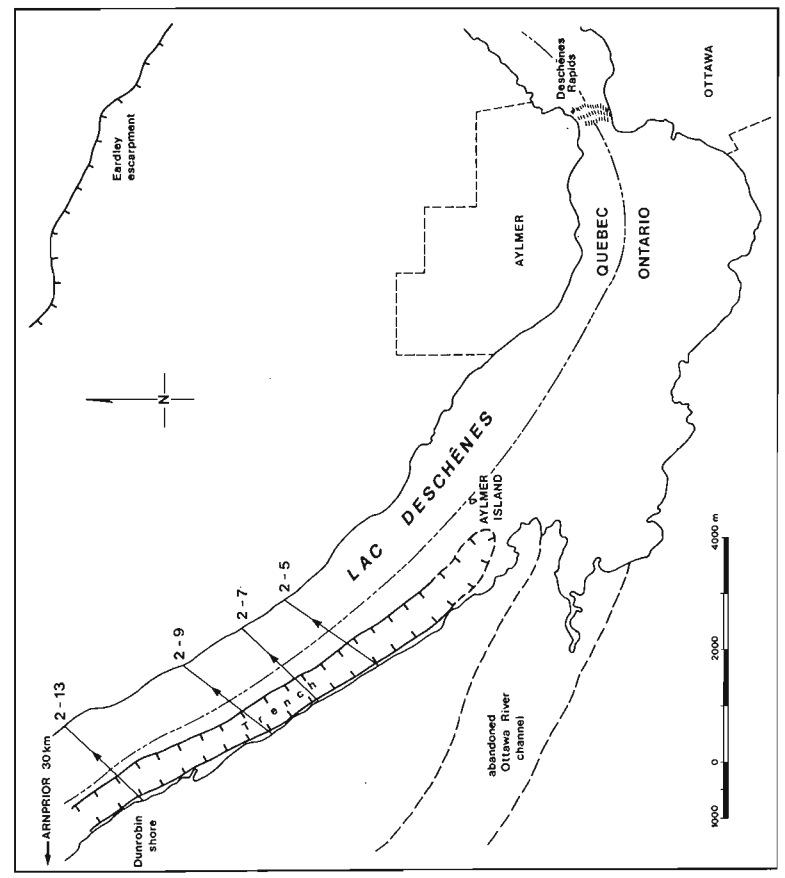 Eardley
escarpment
Deschênes
Rapids
OTTAWA
AYLMER
QUEBEC
ONTARIO
N
LAC DESCHÊNES
AYLMER
ISLAND
2-5
2-7
2-9
2-13
Trench
ARNPRIOR 30 km
Dunrobin
shore
abandoned
Ottawa River
channel
1000 0 2000 4000 m